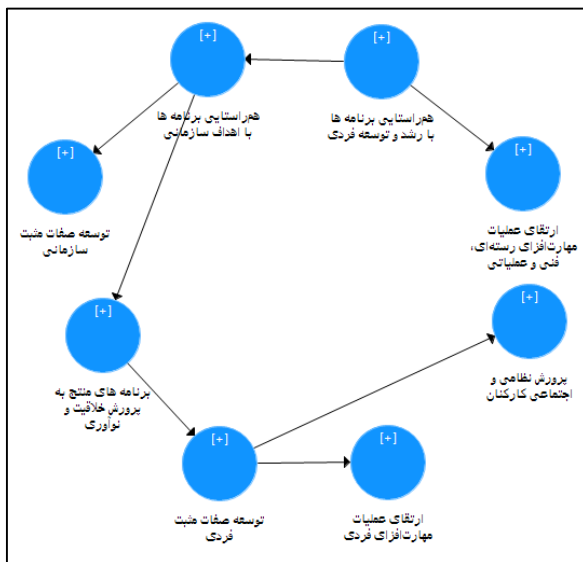 [+]
هم‌راستایی برنامه ها
با رشد و توسعه فردی
[+]
هم‌راستایی برنامه ها
با اهداف سازمانی
[+]
ارتقای عملیات
مهارت‌افزای رسته‌ای،
فنی و عملیاتی
[+]
توسعه صفات مثبت
سازمانی
[+]
پرورش نظامی و
اجتماعی کارکنان
[+]
برنامه های منتج به
پرورش خلاقیت و
نوآوری
[+]
ارتقای عملیات
مهارت‌افزای فردی
[+]
توسعه صفات مثبت
فردی